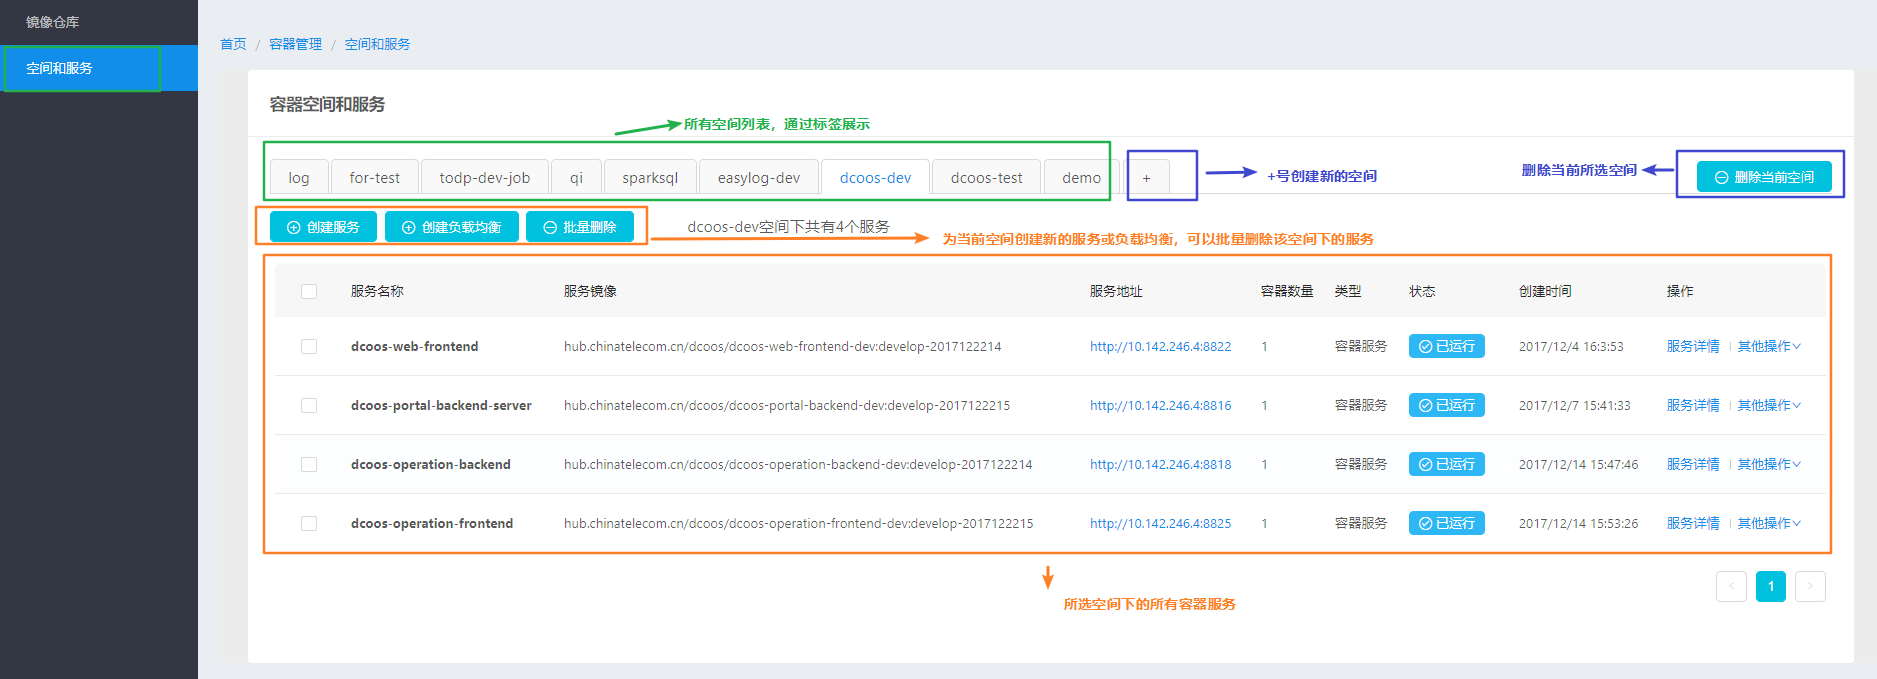 镜像仓库
空间和服务
首页 / 容器管理 / 空间和服务
容器空间和服务
所有空间列表，通过标签展示
log for-test todp-dev-job qi sparksql easylog-dev dcoos-dev dcoos-test demo +
+号创建新的空间
删除当前所选空间
删除当前空间
创建服务 创建负载均衡 批量删除 dcoos-dev空间下共有4个服务
为当前空间创建新的服务或负载均衡，可以批量删除该空间下的服务
服务名称 服务镜像 服务地址 容器数量 类型 状态 创建时间 操作
dcoos-web-frontend hub.chinatelecom.cn/dcoos/dcoos-web-frontend-dev:develop-2017122214 http://10.142.246.4:8822 1 容器服务 已运行 2017/12/4 16:3:53 服务详情 | 其他操作
dcoos-portal-backend-server hub.chinatelecom.cn/dcoos/dcoos-portal-backend-dev:develop-2017122215 http://10.142.246.4:8816 1 容器服务 已运行 2017/12/7 15:41:33 服务详情 | 其他操作
dcoos-operation-backend hub.chinatelecom.cn/dcoos/dcoos-operation-backend-dev:develop-2017122214 http://10.142.246.4:8818 1 容器服务 已运行 2017/12/14 15:47:46 服务详情 | 其他操作
dcoos-operation-frontend hub.chinatelecom.cn/dcoos/dcoos-operation-frontend-dev:develop-2017122215 http://10.142.246.4:8825 1 容器服务 已运行 2017/12/14 15:53:26 服务详情 | 其他操作
< 1 >
所选空间下的所有容器服务